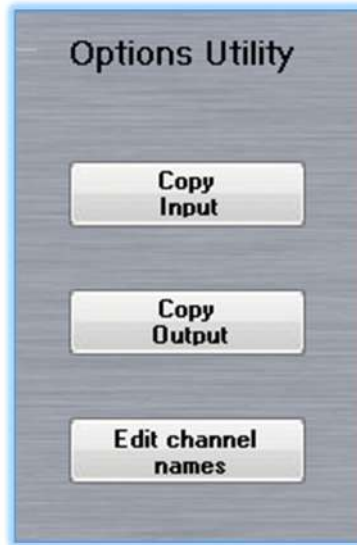 Options Utility
Copy
Input
Copy
Output
Edit channel
names